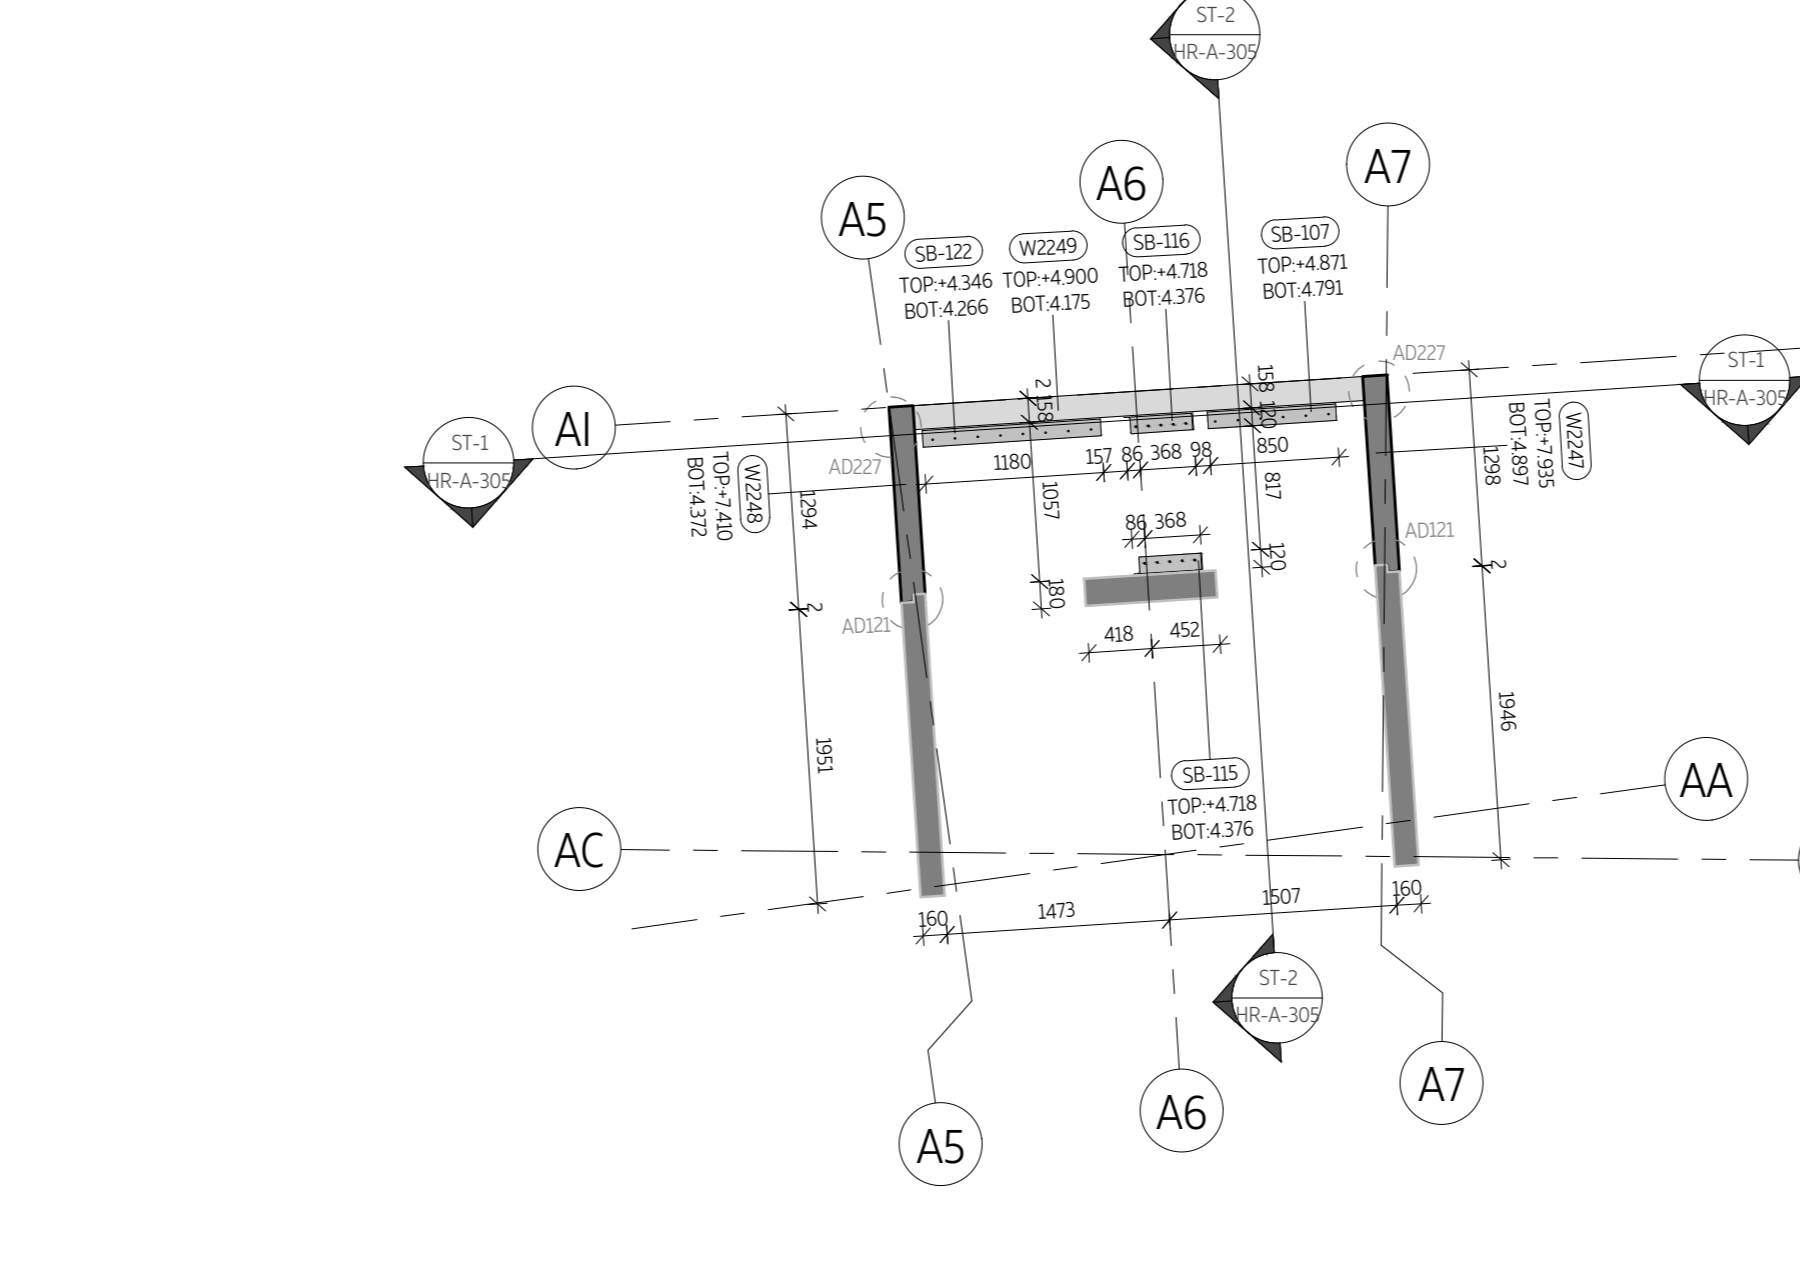 ST-2
HR-A-305
A5
A6
A7
SB-122
TOP:+4.346
BOT:4.266
W2249
TOP:+4.900
BOT:4.175
SB-116
TOP:+4.718
BOT:4.376
SB-107
TOP:+4.871
BOT:4.791
AD227
ST-1
HR-A-305
AI
ST-1
HR-A-305
AD227
W2248
TOP:+7.410
BOT:4.372
1294
2
1951
2
158
1057
180
158
120
817
120
1180
157
86
368
98
850
86
368
418
452
W2247
TOP:+7.935
BOT:4.897
1298
2
1946
AD121
AD121
SB-115
TOP:+4.718
BOT:4.376
AA
AC
160
1473
1507
160
ST-2
HR-A-305
A5
A6
A7